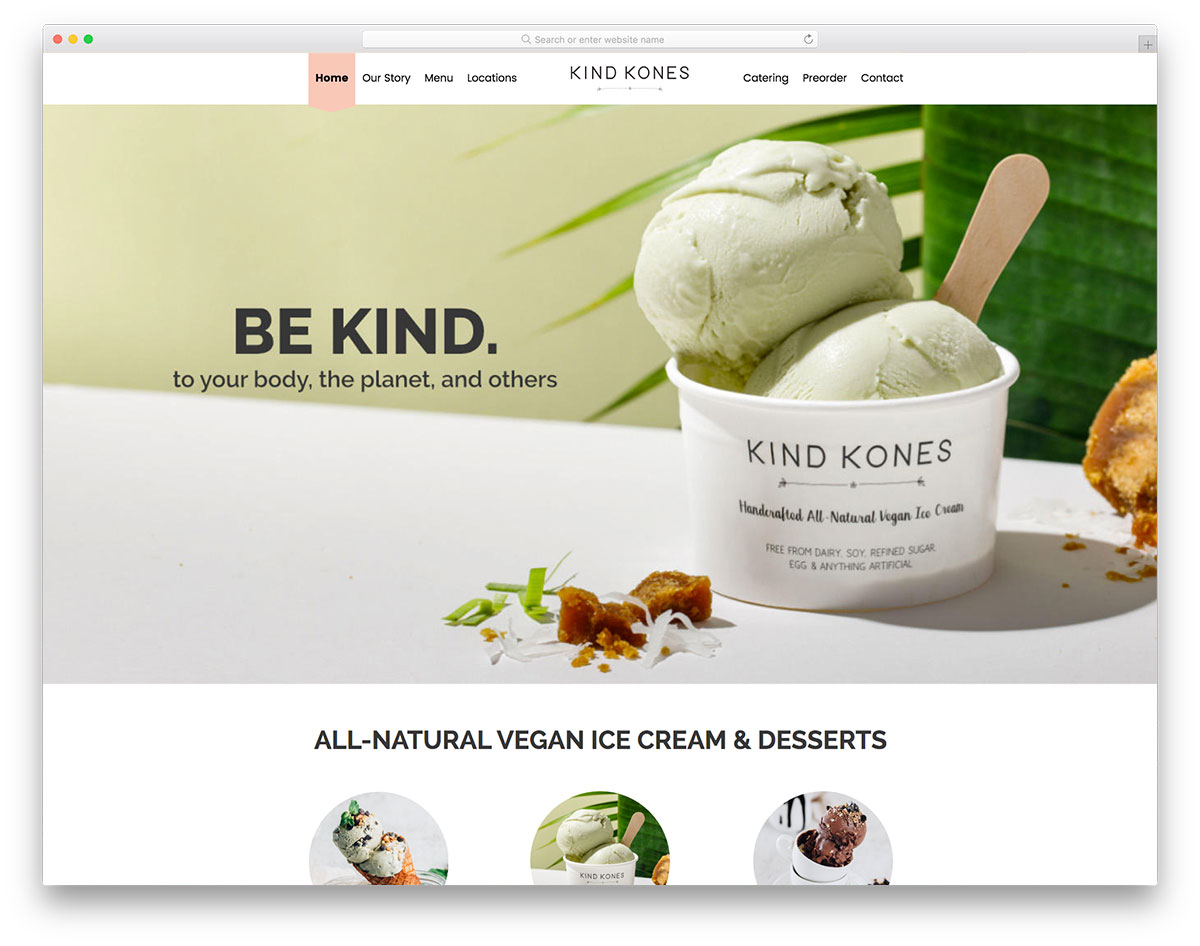 Search or enter website name
Home Our Story Menu Locations KIND KONES Catering Preorder Contact
BE KIND.
to your body, the planet, and others
KIND KONES
Handcrafted All-Natural Vegan Ice Cream
FREE FROM DAIRY, SOY, REFINED SUGAR,
EGG & ANYTHING ARTIFICIAL
ALL-NATURAL VEGAN ICE CREAM & DESSERTS
KIND KONES